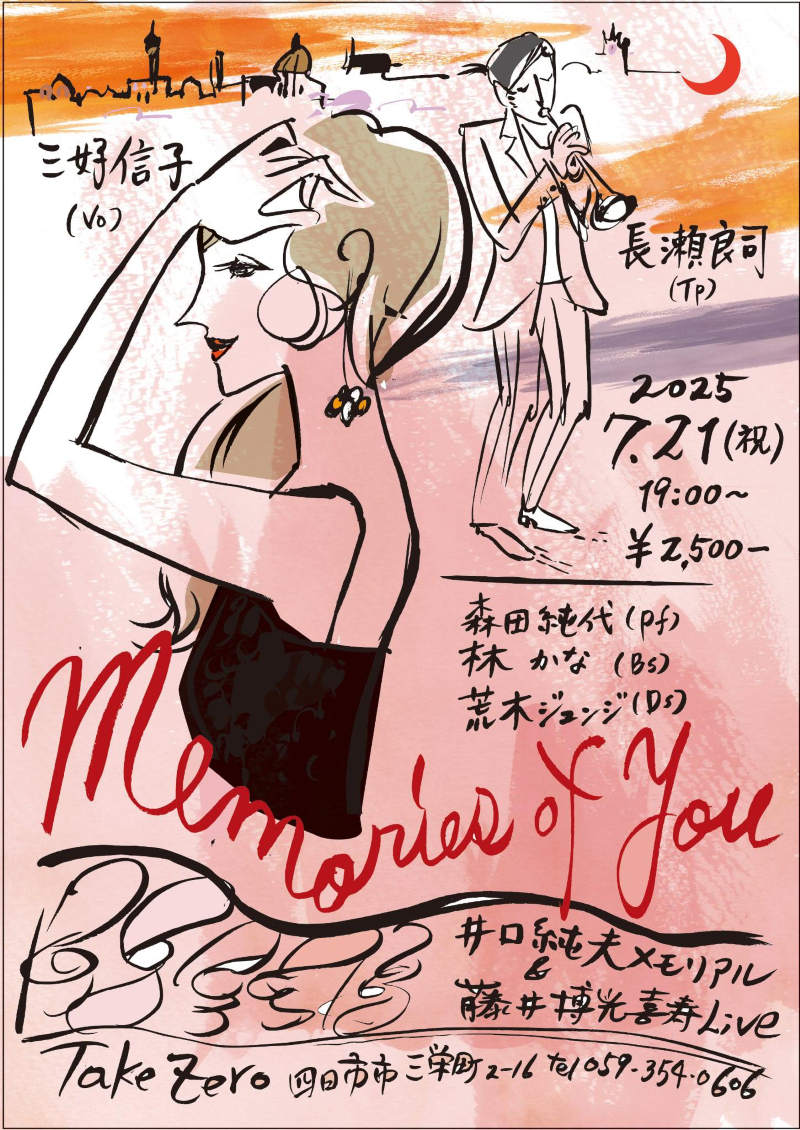 三好信子
(Vo)
長瀬良司
(Tp)
2025
7.21(祝)
19:00〜
¥2,500−
森田純代(pf)
林 かな (Bs)
荒木ジュンジ(Ds)
Memories of You
井口純夫メモリアル
&
藤井博光喜寿Live
Take Zero 四日市市三栄町2-16 tel 059-354-0606